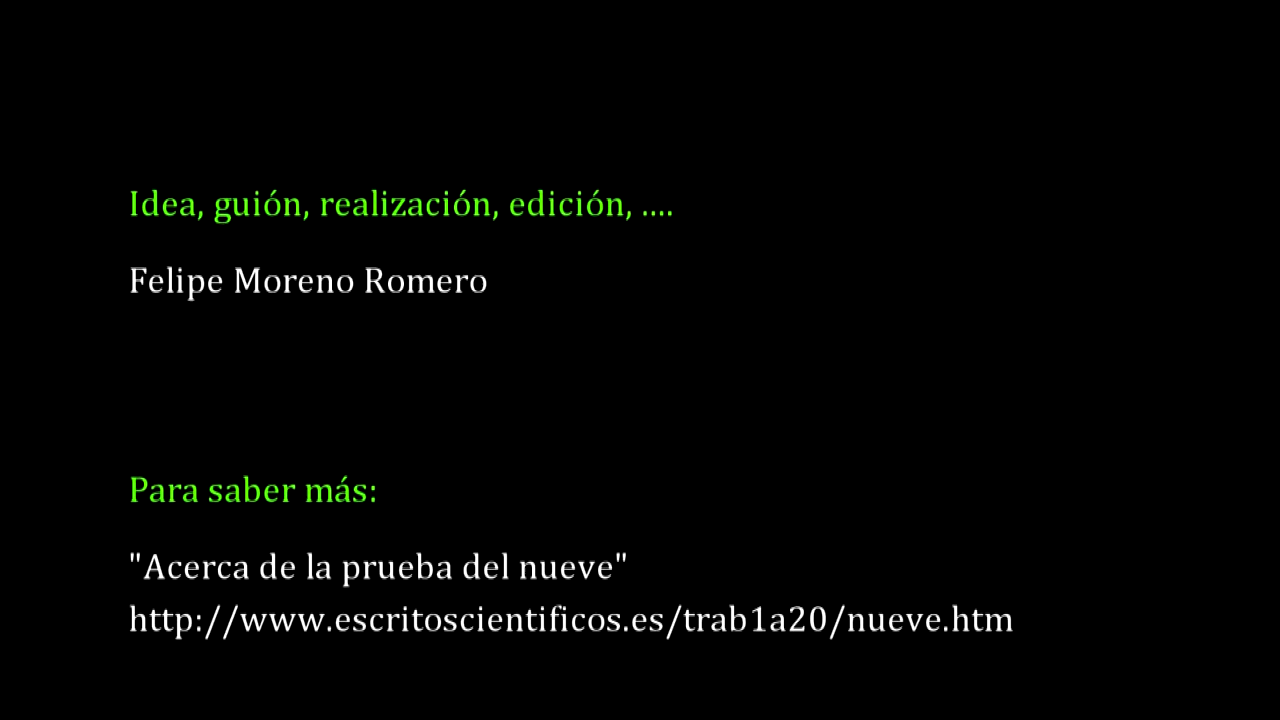 Idea, guión, realización, edición, ....
Felipe Moreno Romero
Para saber más:
"Acerca de la prueba del nueve"
http://www.escritoscientificos.es/trab1a20/nueve.htm